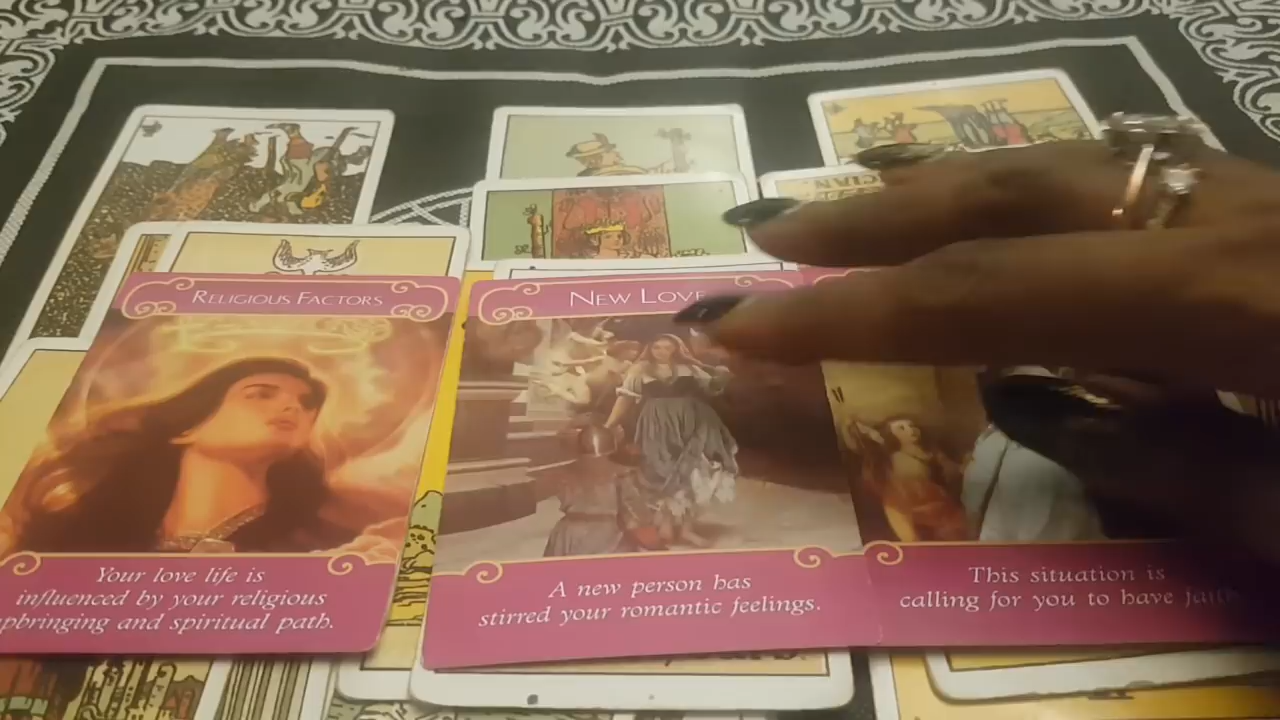 RELIGIOUS FACTORS
NEW LOVE
Your love life is
influenced by your religious
upbringing and spiritual path.
A new person has
stirred your romantic feelings.
This situation is
calling for you to have faith